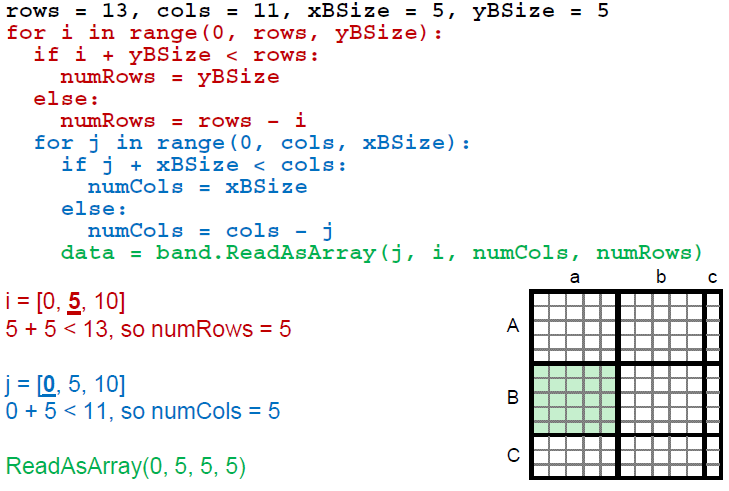 rows = 13, cols = 11, xBSize = 5, yBSize = 5
for i in range(0, rows, yBSize):
  if i + yBSize < rows:
    numRows = yBSize
  else:
    numRows = rows - i
  for j in range(0, cols, xBSize):
    if j + xBSize < cols:
      numCols = xBSize
    else:
      numCols = cols - j
    data = band.ReadAsArray(j, i, numCols, numRows)
i = [0, 5, 10]
5 + 5 < 13, so numRows = 5
j = [0, 5, 10]
0 + 5 < 11, so numCols = 5
ReadAsArray(0, 5, 5, 5)
a b c
A
B
C